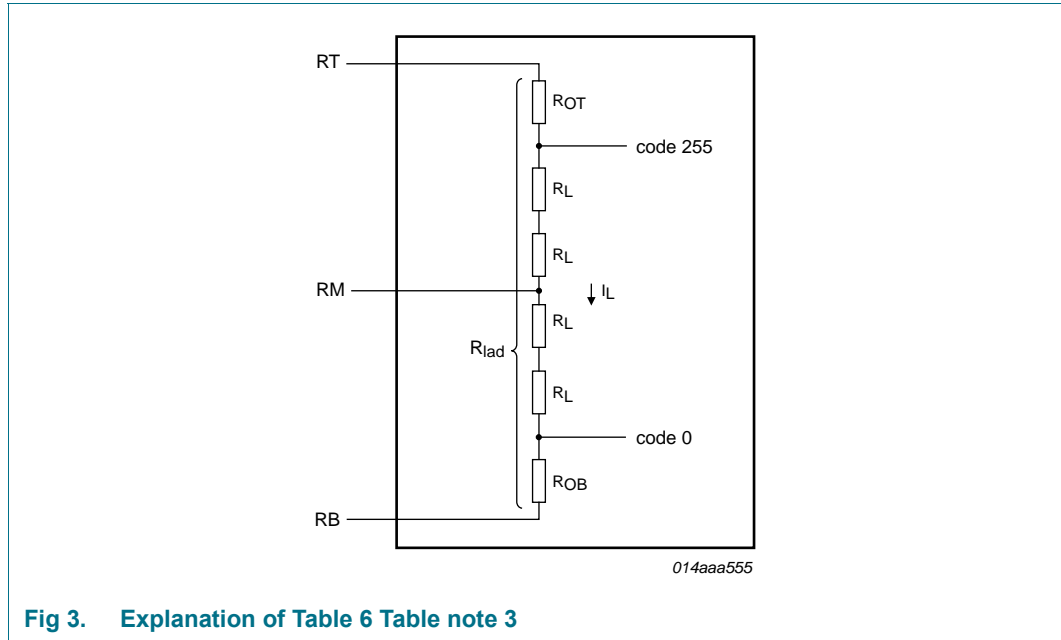 RT
ROT
code 255
RL
RL
RM
IL
RL
Rlad
RL
code 0
ROB
RB
014aaa555
Fig 3. Explanation of Table 6 Table note 3